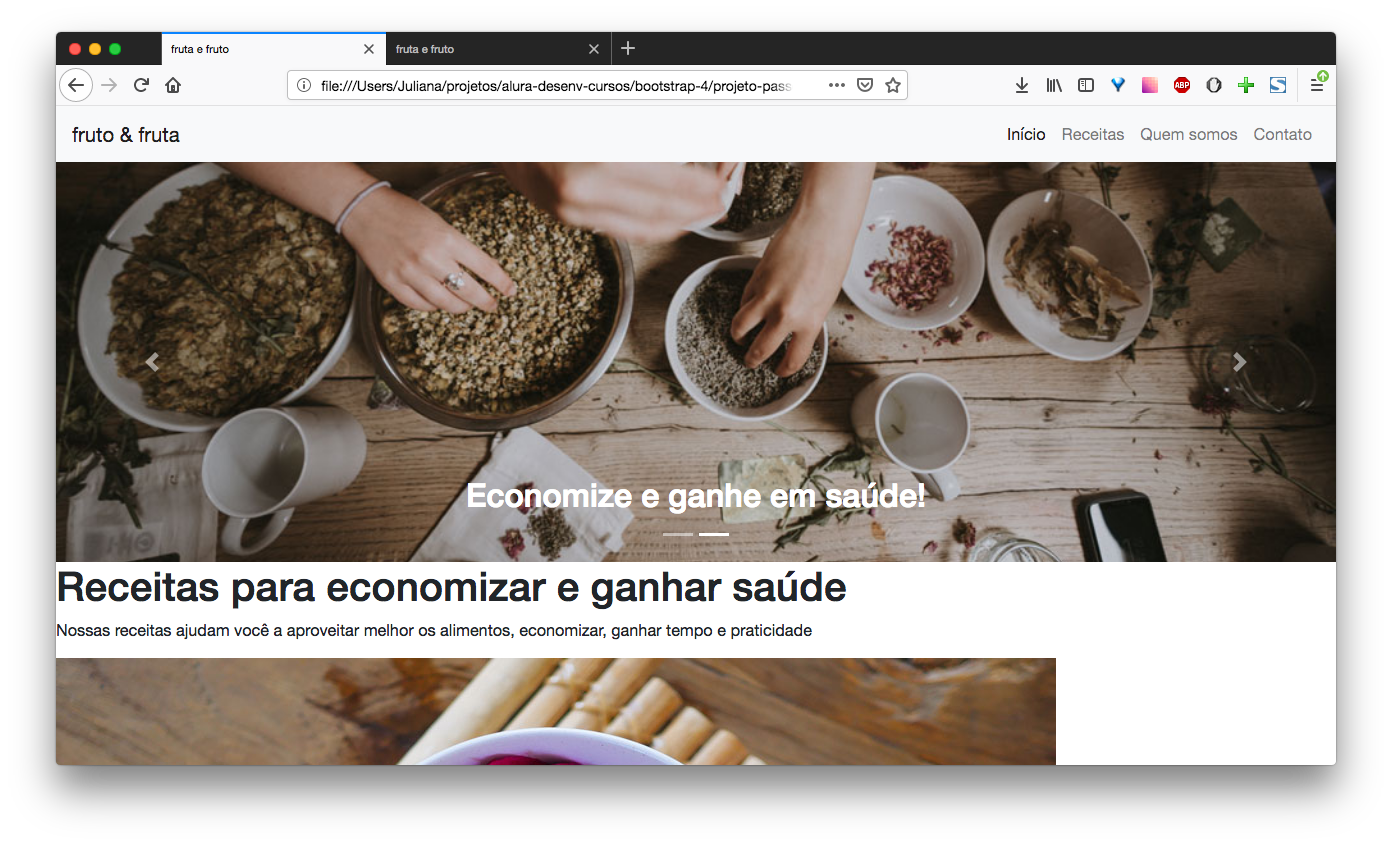 fruta e fruto
fruta e fruto
file:///Users/Juliana/projetos/alura-desenv-cursos/bootstrap-4/projeto-pass
ABP
fruto & fruta
Início Receitas Quem somos Contato
Economize e ganhe em saúde!
Receitas para economizar e ganhar saúde
Nossas receitas ajudam você a aproveitar melhor os alimentos, economizar, ganhar tempo e praticidade